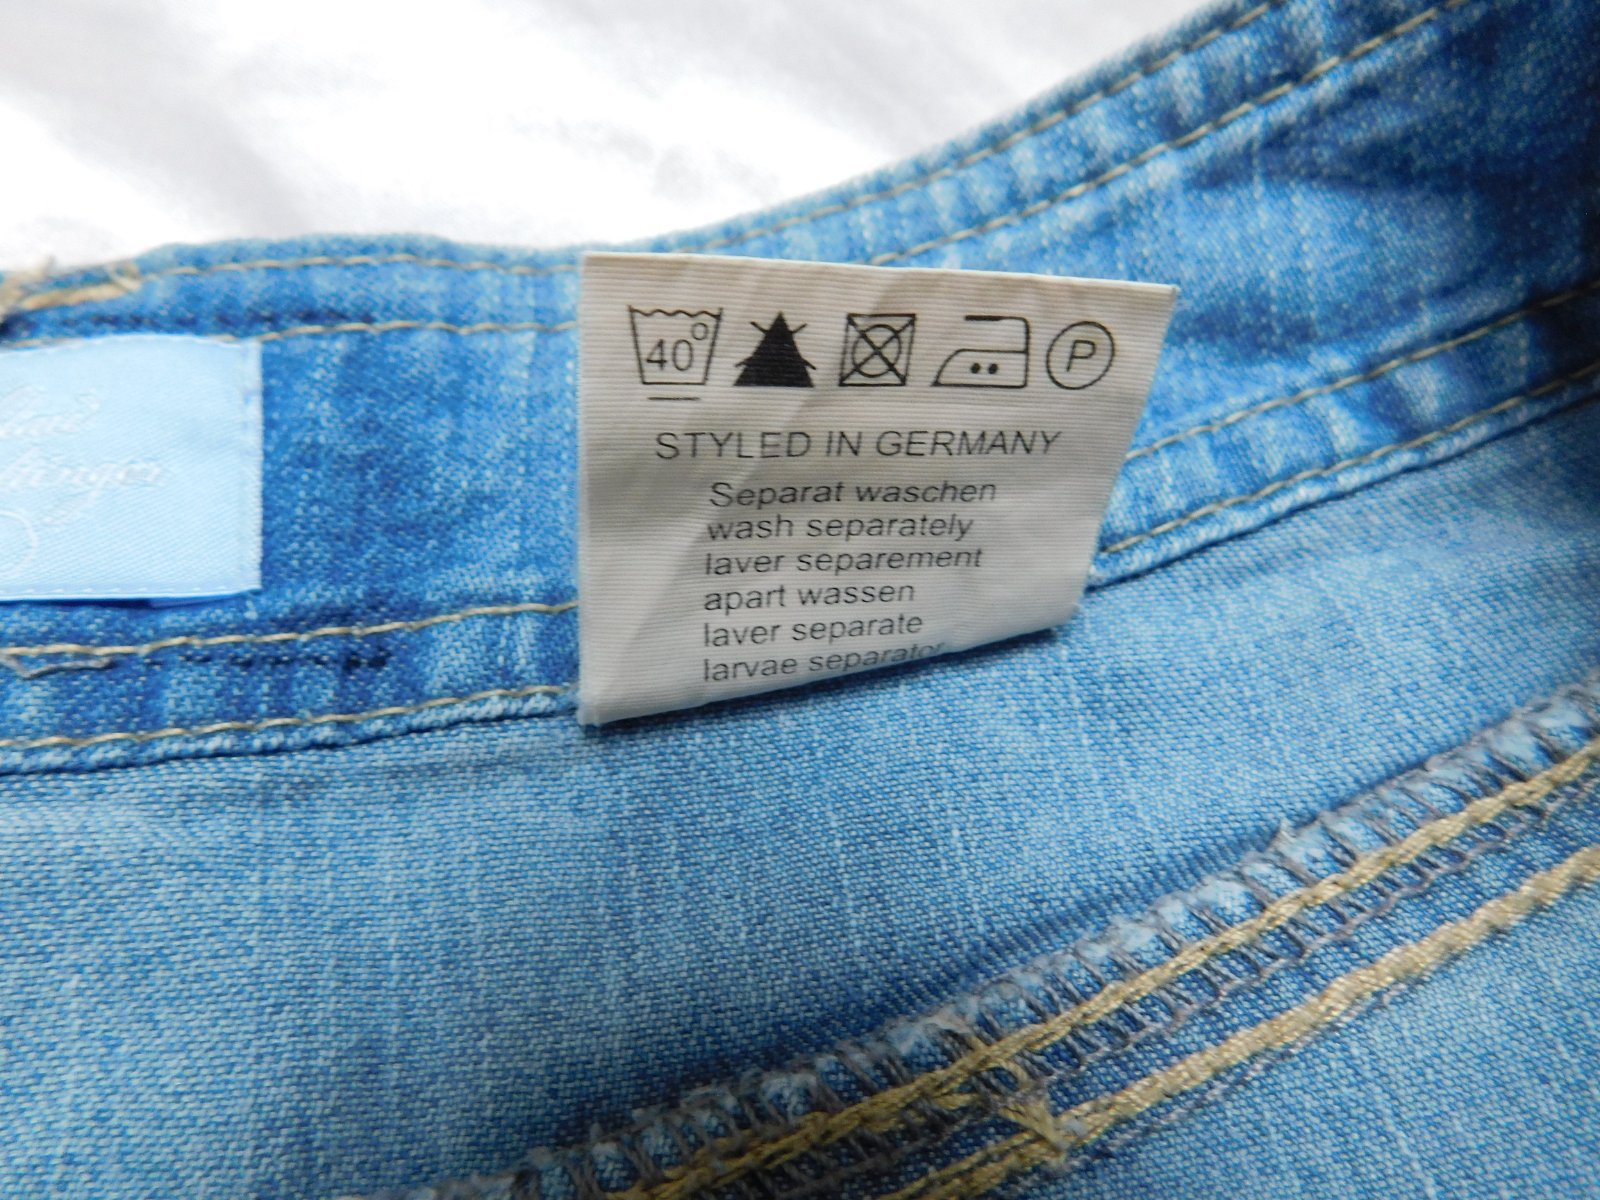 40°
P
STYLED IN GERMANY
Separat waschen
wash separately
laver separement
apart wassen
laver separate
larvae separator